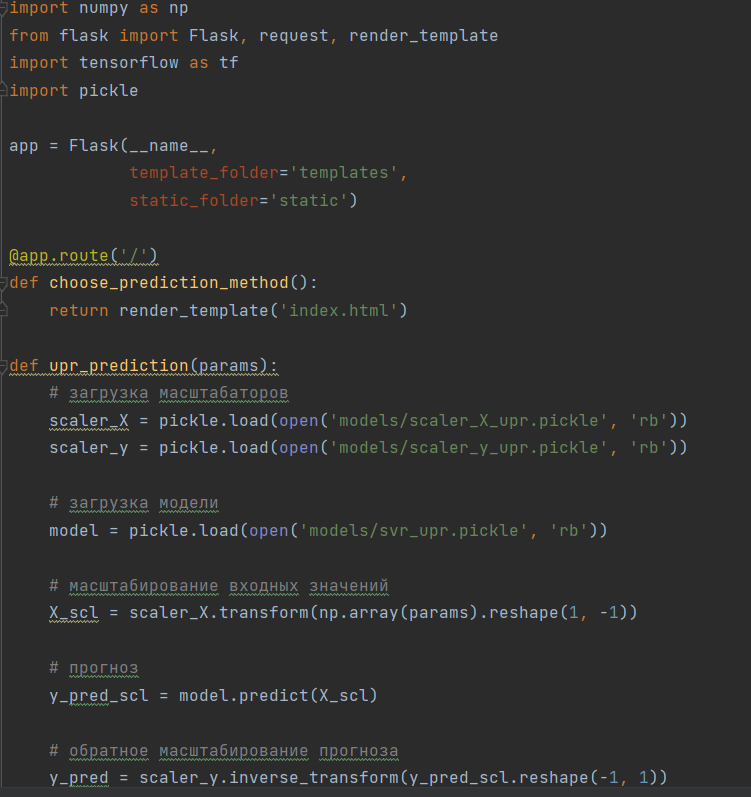 import numpy as np
from flask import Flask, request, render_template
import tensorflow as tf
import pickle
app = Flask(__name__,
template_folder='templates',
static_folder='static')
@app.route('/')
def choose_prediction_method():
return render_template('index.html')
def upr_prediction(params):
# загрузка масштабаторов
scaler_X = pickle.load(open('models/scaler_X_upr.pickle', 'rb'))
scaler_y = pickle.load(open('models/scaler_y_upr.pickle', 'rb'))
# загрузка модели
model = pickle.load(open('models/svr_upr.pickle', 'rb'))
# масштабирование входных значений
X_scl = scaler_X.transform(np.array(params).reshape(1, -1))
# прогноз
y_pred_scl = model.predict(X_scl)
# обратное масштабирование прогноза
y_pred = scaler_y.inverse_transform(y_pred_scl.reshape(-1, 1))